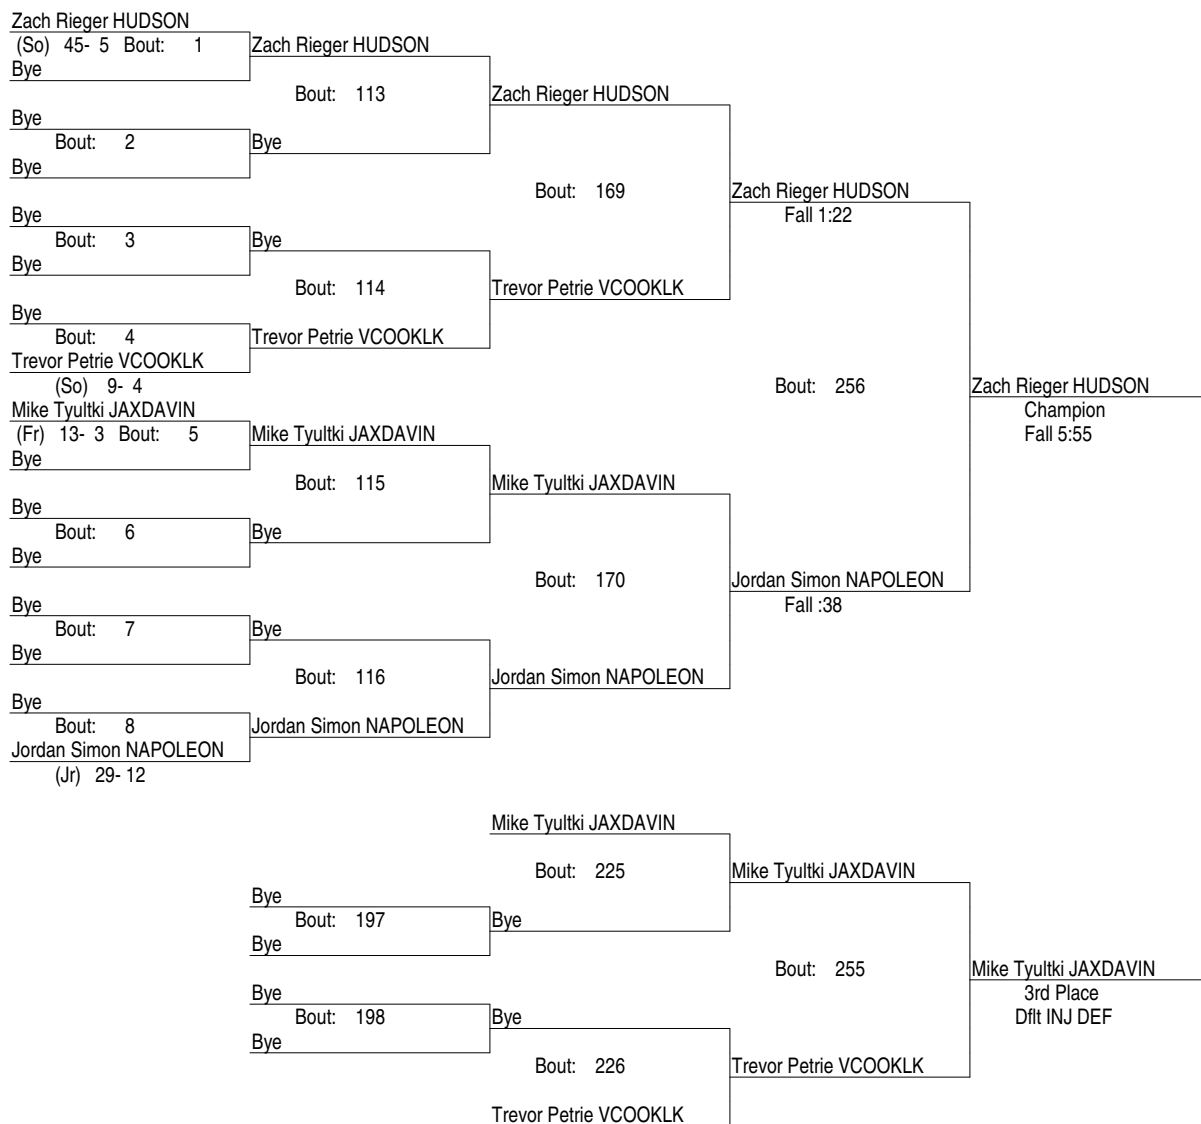 Zach Rieger HUDSON
(So) 45- 5 Bout: 1
Zach Rieger HUDSON
Bye
Bout: 113
Zach Rieger HUDSON
Bye
Bout: 2
Bye
Bye
Bout: 169
Zach Rieger HUDSON
Bye
Fall 1:22
Bout: 3
Bye
Bye
Bout: 114
Trevor Petrie VCOOKLK
Bye
Bout: 4
Trevor Petrie VCOOKLK
Trevor Petrie VCOOKLK
(So) 9- 4
Bout: 256
Zach Rieger HUDSON
Mike Tyultki JAXDAVIN
Champion
(Fr) 13- 3 Bout: 5
Mike Tyultki JAXDAVIN
Fall 5:55
Bye
Bout: 115
Mike Tyultki JAXDAVIN
Bye
Bout: 6
Bye
Bye
Bout: 170
Jordan Simon NAPOLEON
Bye
Fall :38
Bout: 7
Bye
Bye
Bout: 116
Jordan Simon NAPOLEON
Bye
Bout: 8
Jordan Simon NAPOLEON
Jordan Simon NAPOLEON
(Jr) 29- 12
Mike Tyultki JAXDAVIN
Bout: 225
Mike Tyultki JAXDAVIN
Bye
Bout: 197
Bye
Bye
Bout: 255
Mike Tyultki JAXDAVIN
Bye
3rd Place
Bout: 198
Bye
Dflt INJ DEF
Bye
Bout: 226
Trevor Petrie VCOOKLK
Trevor Petrie VCOOKLK